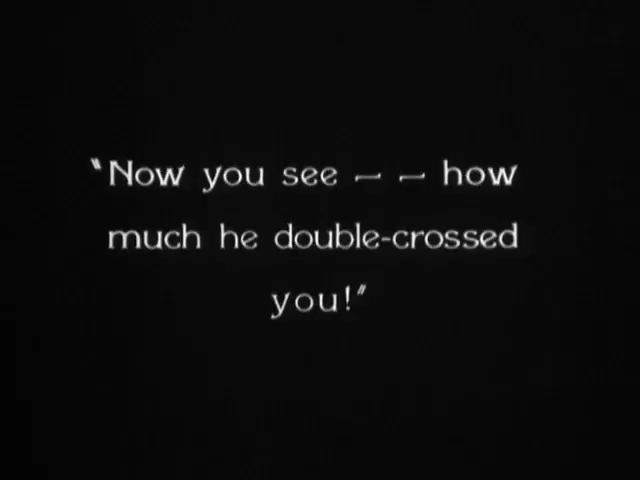 "Now you see — — how
much he double-crossed
you!"